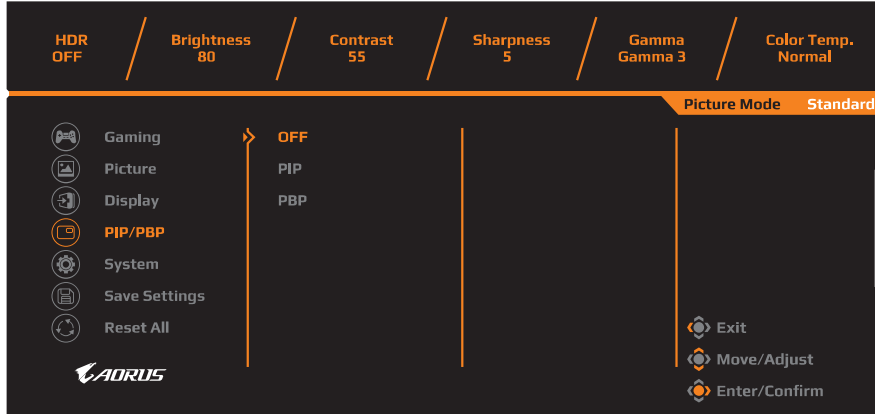 HDR Brightness Contrast Sharpness Gamma Color Temp.
OFF 80 55 5 Gamma 3 Normal
Picture Mode Standard
Gaming OFF
Picture PIP
Display PBP
PIP/PBP
System
Save Settings
Reset All Exit
AORUS Move/Adjust
Enter/Confirm